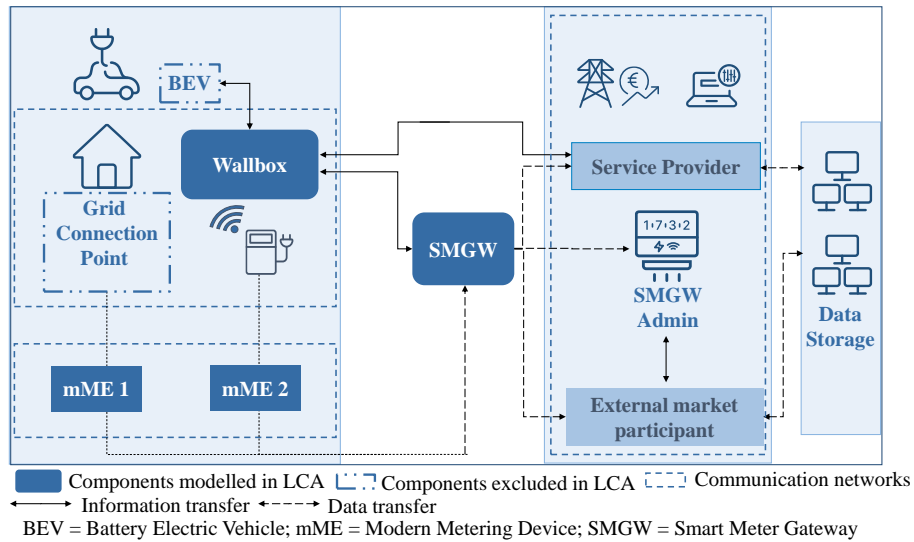 BEV
Wallbox
Grid
Connection
Point
mME 1
mME 2
SMGW
€
Service Provider
1 7 3 2
SMGW
Admin
External market
participant
Data
Storage
Components modelled in LCA
Components excluded in LCA
Communication networks
Information transfer
Data transfer
BEV = Battery Electric Vehicle; mME = Modern Metering Device; SMGW = Smart Meter Gateway